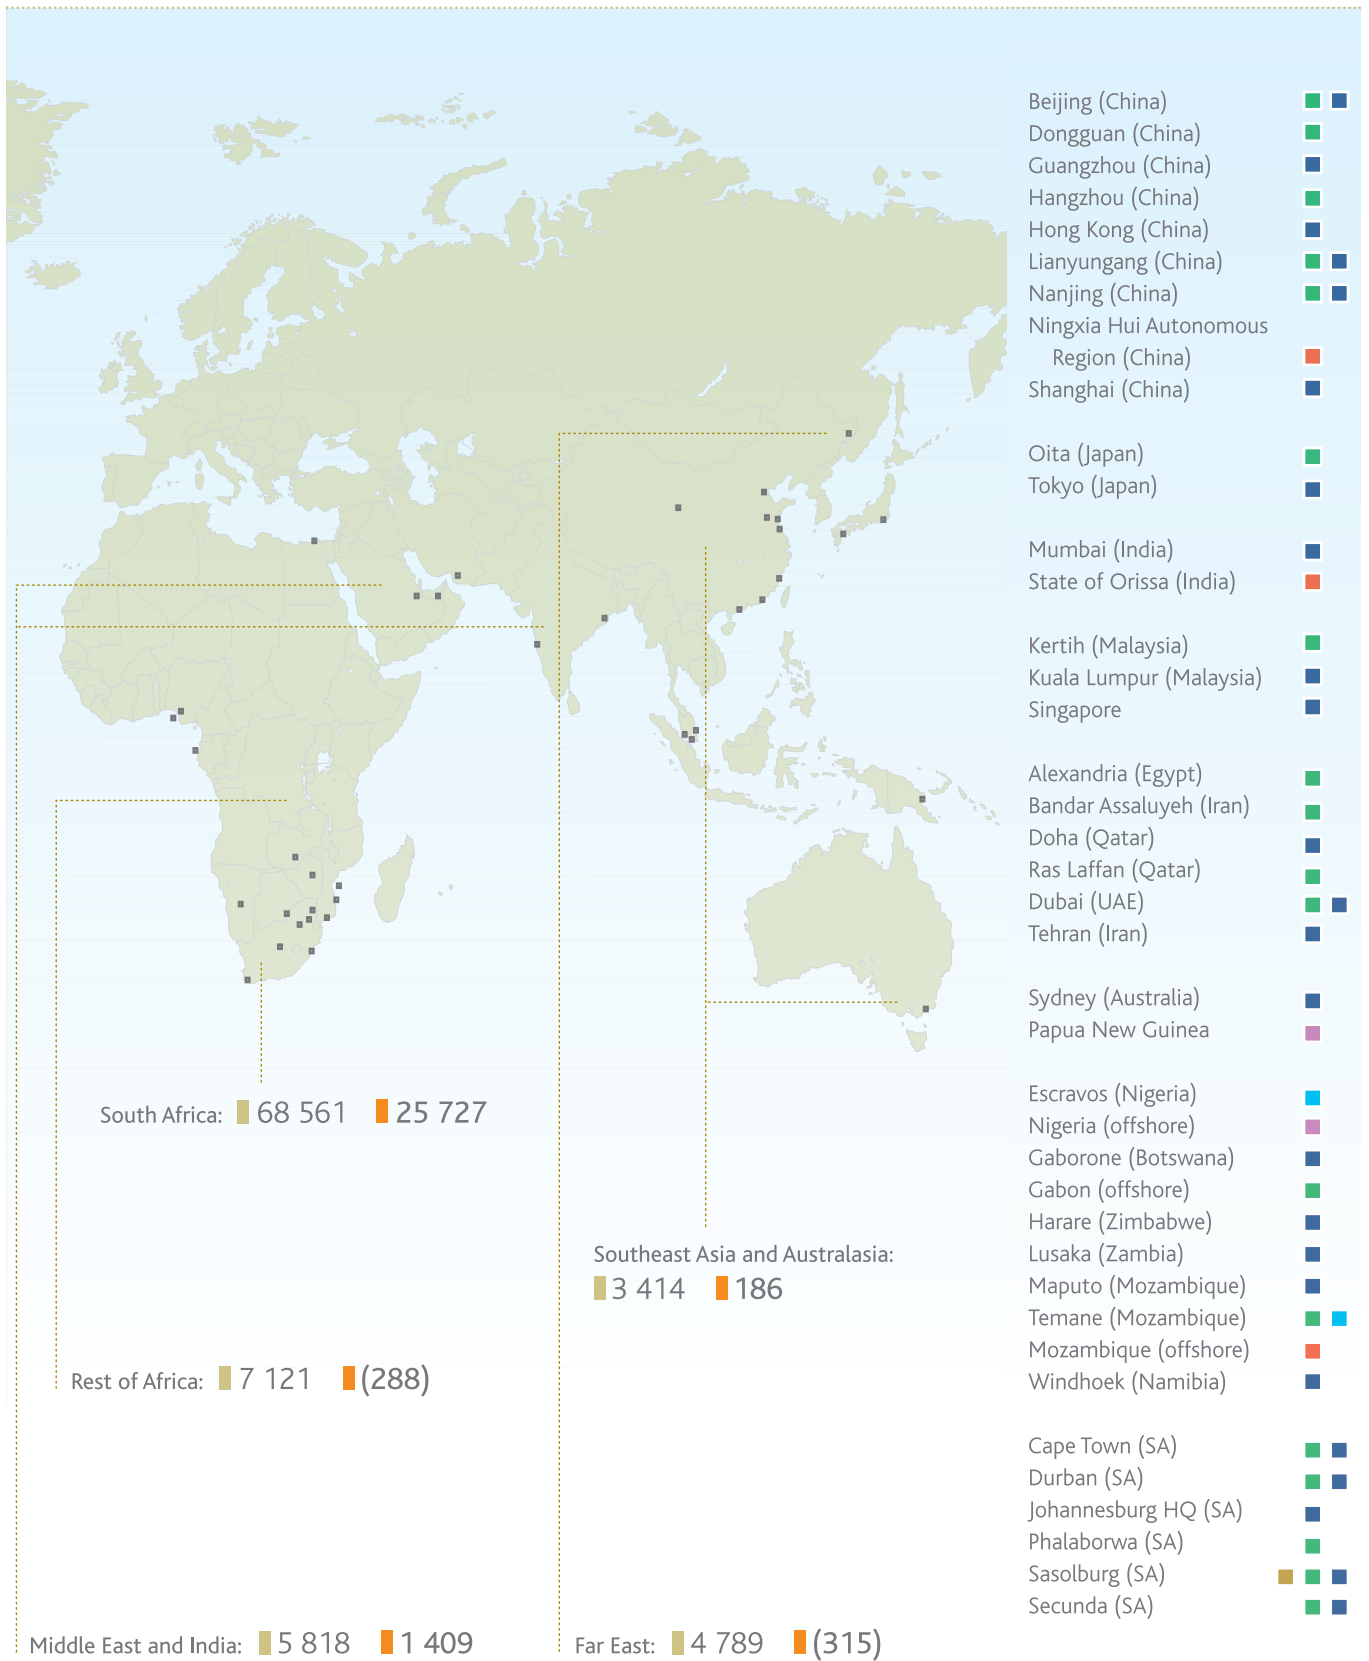 Beijing (China)
Dongguan (China)
Guangzhou (China)
Hangzhou (China)
Hong Kong (China)
Lianyungang (China)
Nanjing (China)
Ningxia Hui Autonomous
Region (China)
Shanghai (China)
Oita (Japan)
Tokyo (Japan)
Mumbai (India)
State of Orissa (India)
Kertih (Malaysia)
Kuala Lumpur (Malaysia)
Singapore
Alexandria (Egypt)
Bandar Assaluyeh (Iran)
Doha (Qatar)
Ras Laffan (Qatar)
Dubai (UAE)
Tehran (Iran)
Sydney (Australia)
Papua New Guinea
Escravos (Nigeria)
Nigeria (offshore)
Gaborone (Botswana)
Gabon (offshore)
Harare (Zimbabwe)
Lusaka (Zambia)
Maputo (Mozambique)
Temane (Mozambique)
Mozambique (offshore)
Windhoek (Namibia)
Cape Town (SA)
Durban (SA)
Johannesburg HQ (SA)
Phalaborwa (SA)
Sasolburg (SA)
Secunda (SA)
South Africa: 68 561 25 727
Southeast Asia and Australasia:
3 414 186
Rest of Africa: 7 121 (288)
Middle East and India: 5 818 1 409
Far East: 4 789 (315)